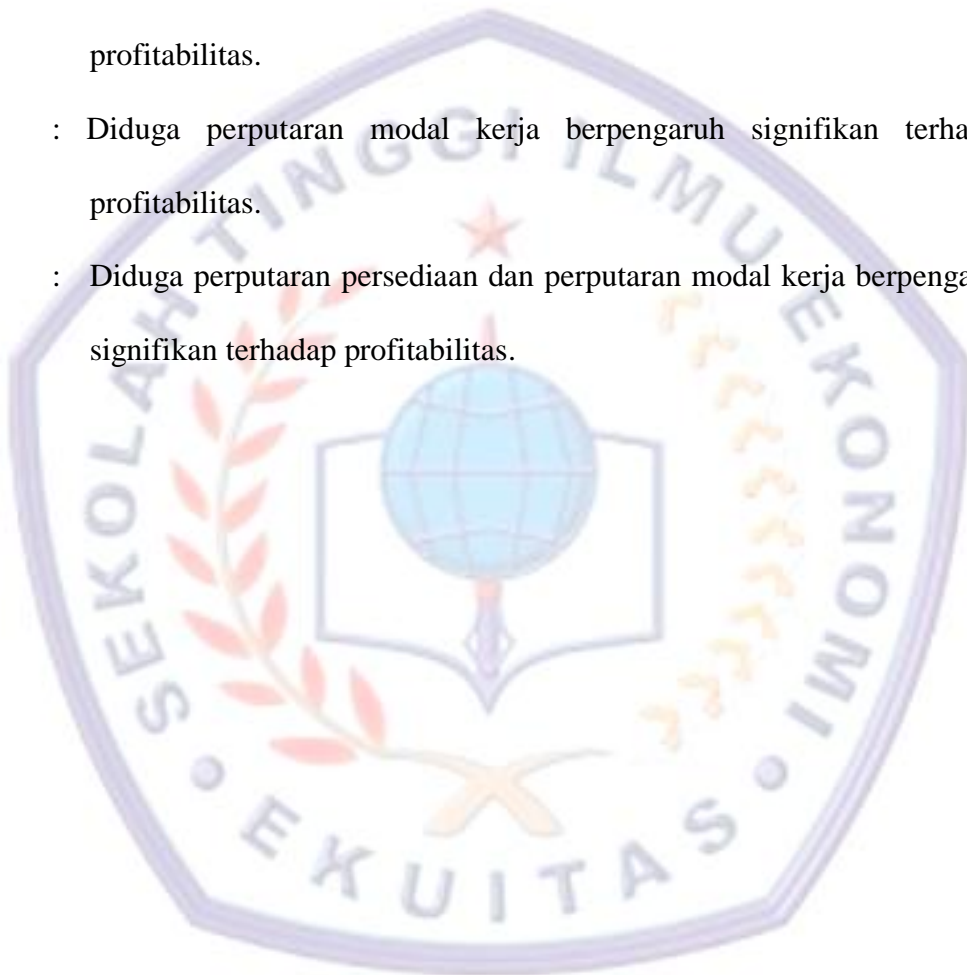 profitabilitas.
: Diduga perputaran modal kerja berpengaruh signifikan terha
profitabilitas.
: Diduga perputaran persediaan dan perputaran modal kerja berpenga
signifikan terhadap profitabilitas.
SEKOLAH TINGGI ILMU EKONOMI
• EKUITAS •